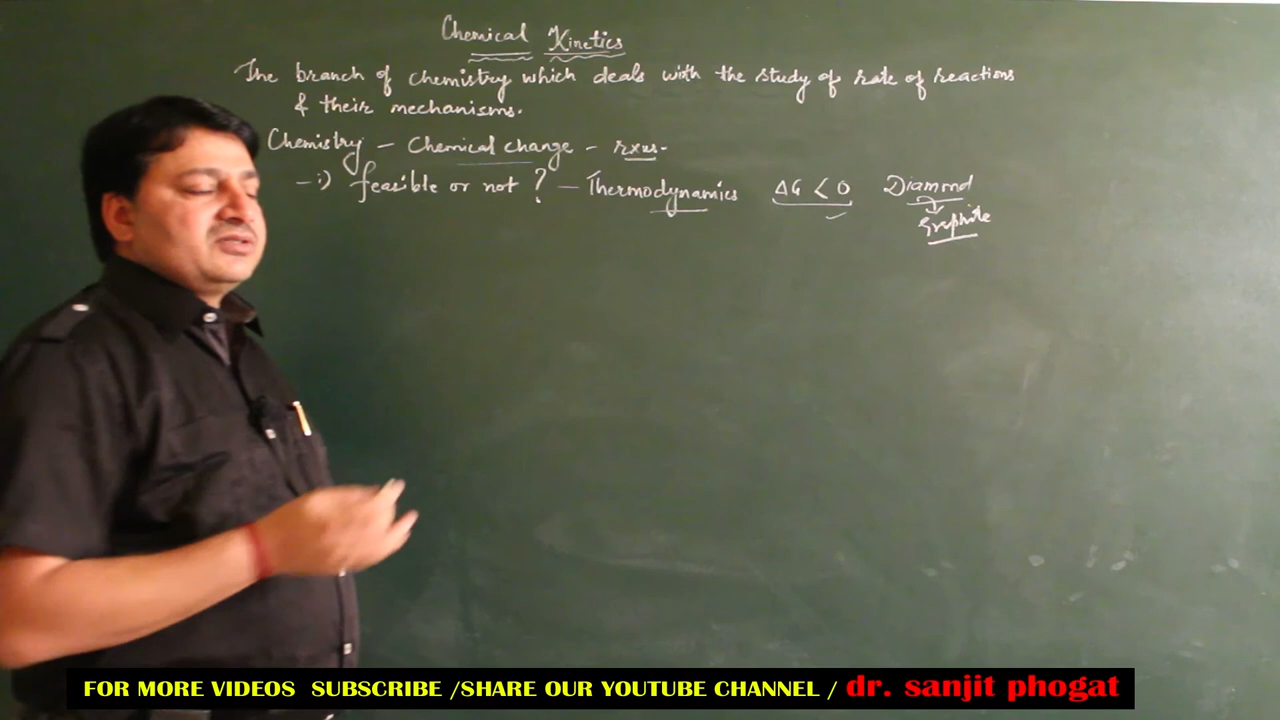 Chemical Kinetics
The branch of chemistry which deals with the study of rate of reactions
& their mechanisms.
Chemistry - Chemical change - rxns.
- i) feasible or not ? - Thermodynamics ΔG < 0 Diamond
↓
Graphite
FOR MORE VIDEOS SUBSCRIBE /SHARE OUR YOUTUBE CHANNEL / dr. sanjit phogat